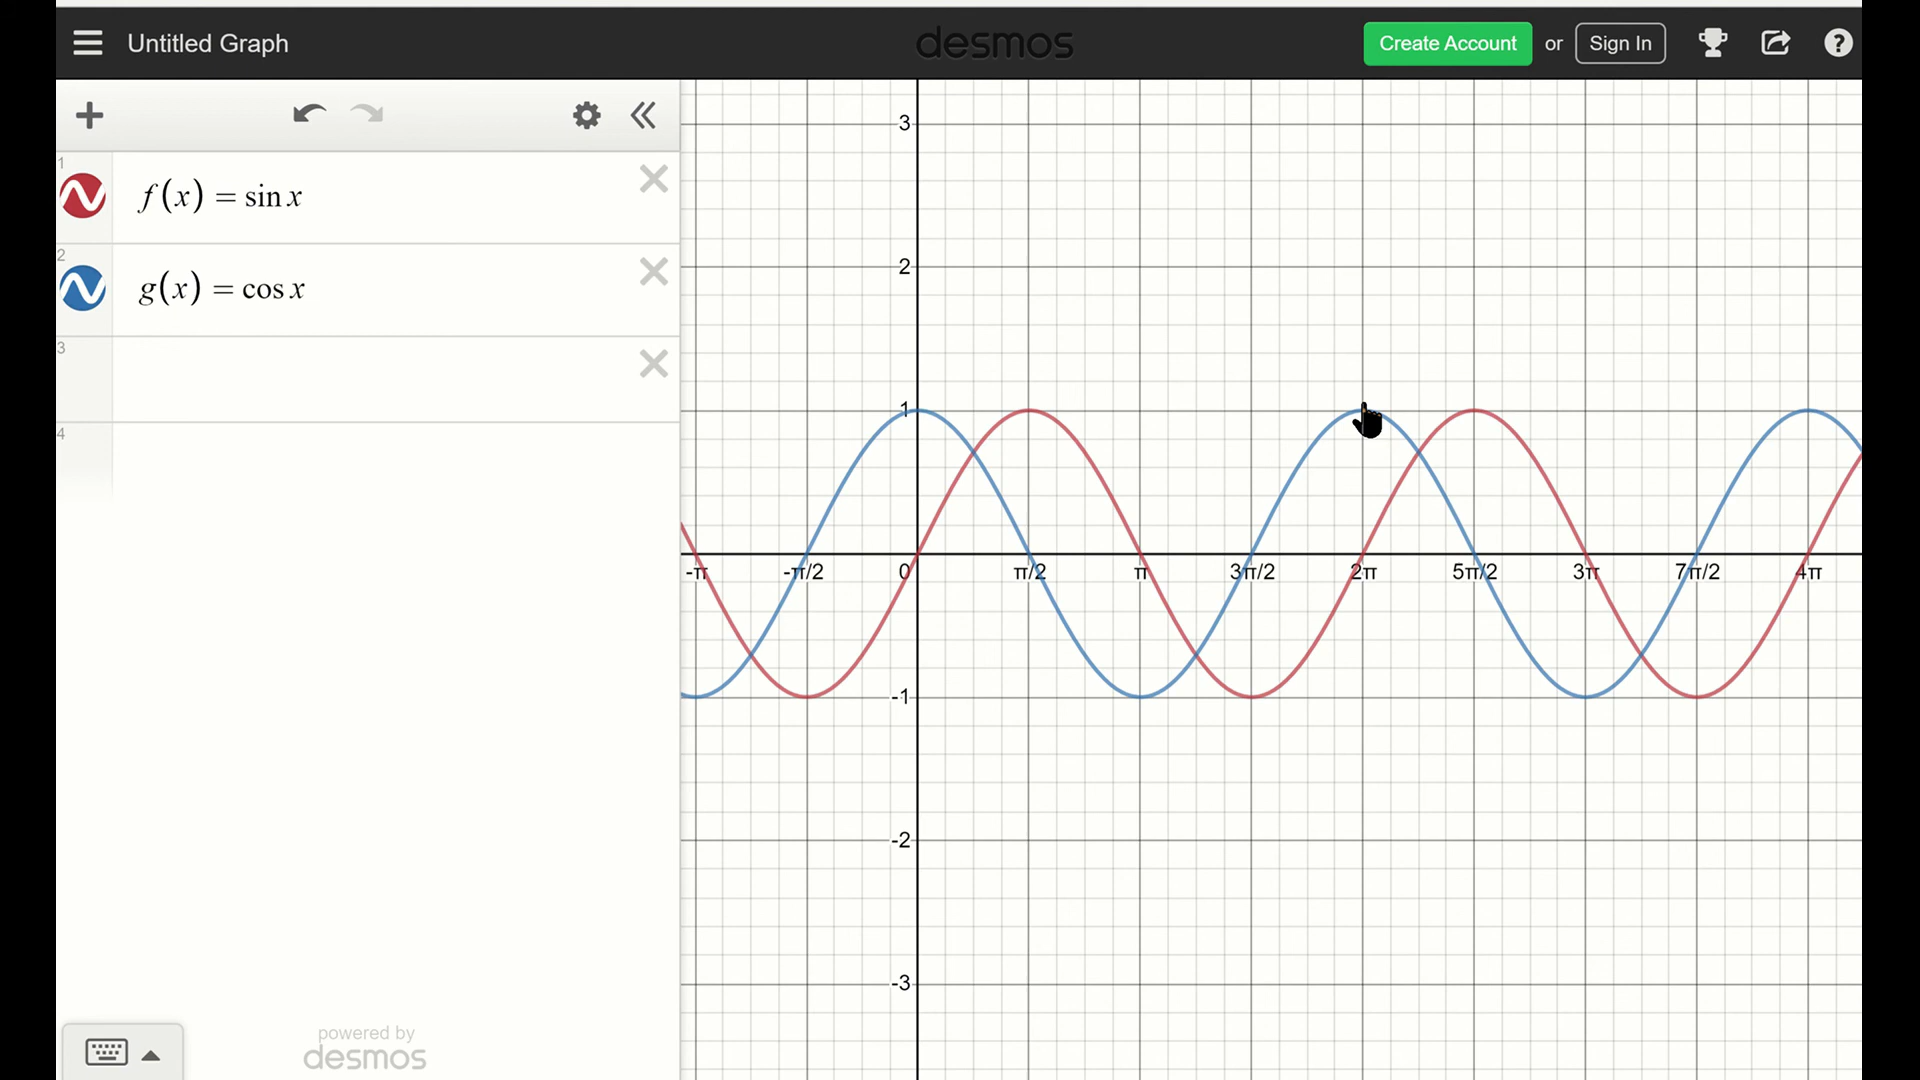 Untitled Graph
desmos
Create Account
or
Sign In
?
1
f(x) = sin x
2
g(x) = cos x
3
4
3
2
1
-π
-π/2
0
π/2
π
3π/2
2π
5π/2
3π
7π/2
4π
-1
-2
-3
powered by
desmos